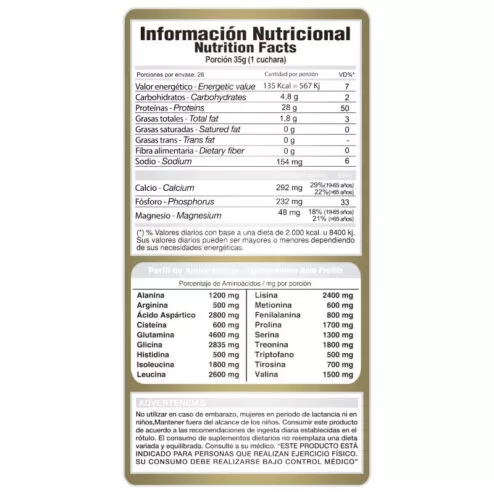 Información Nutricional
Nutrition Facts
Porción 35g (1 cuchara)
Porciones por envase: 26 Cantidad por porción VD%*
Valor energético - Energetic value 135 Kcal = 567 Kj 7
Carbohidratos - Carbohydrates 4,8 g 2
Proteínas - Proteins 28 g 50
Grasas totales - Total fat 1,8 g 3
Grasas saturadas - Satured fat 0 g 0
Grasas trans - Trans fat 0 g -
Fibra alimentaria - Dietary fiber 0 g 0
Sodio - Sodium 154 mg 6
Calcio - Calcium 292 mg 29% (19-65 años)
22% (>65 años)
Fósforo - Phosphorus 232 mg 33
Magnesio - Magnesium 48 mg 18% (19-65 años)
21% (>65 años)
(*) % Valores diarios con base a una dieta de 2.000 kcal. u 8400 kj.
Sus valores diarios pueden ser mayores o menores dependiendo
de sus necesidades energéticas.
Perfil de Aminoácidos
Porcentaje de Aminoácidos / mg por porción
Alanina 1200 mg Lisina 2400 mg
Arginina 500 mg Metionina 600 mg
Ácido Aspártico 2800 mg Fenilalanina 800 mg
Cisteína 600 mg Prolina 1700 mg
Glutamina 4600 mg Serina 1300 mg
Glicina 2835 mg Treonina 1800 mg
Histidina 500 mg Triptofano 500 mg
Isoleucina 1800 mg Tirosina 700 mg
Leucina 2600 mg Valina 1500 mg
ADVERTENCIAS
No utilizar en caso de embarazo, mujeres en periodo de lactancia ni en
niños,Mantener fuera del alcance de los niños. Consumir este producto
de acuerdo a las recomendaciones de ingesta diaria establecidas en el
rótulo. El consumo de suplementos dietarios no reemplaza una dieta
variada y equilibrada. Consulte a su médico. "ESTE PRODUCTO ESTÁ
INDICADO PARA PERSONAS QUE REALIZAN EJERCICIO FÍSICO.
SU CONSUMO DEBE REALIZARSE BAJO CONTROL MÉDICO"